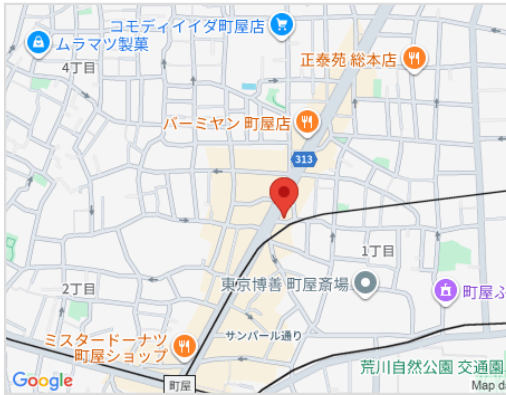 コモディイイダ町屋店
ムラマツ製菓
正泰苑 総本店
4丁目
バーミヤン 町屋店
313
1丁目
東京博善 町屋斎場
2丁目
町屋ふ
サンパール通り
ミスタードーナツ
町屋ショップ
荒川自然公園 交通園
町屋
Google
Map da